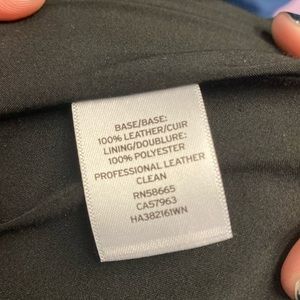 BASE/BASE:
100% LEATHER/CUIR
LINING/DOUBLURE:
100% POLYESTER
PROFESSIONAL LEATHER
CLEAN
RN58665
CA57963
HA382161WN